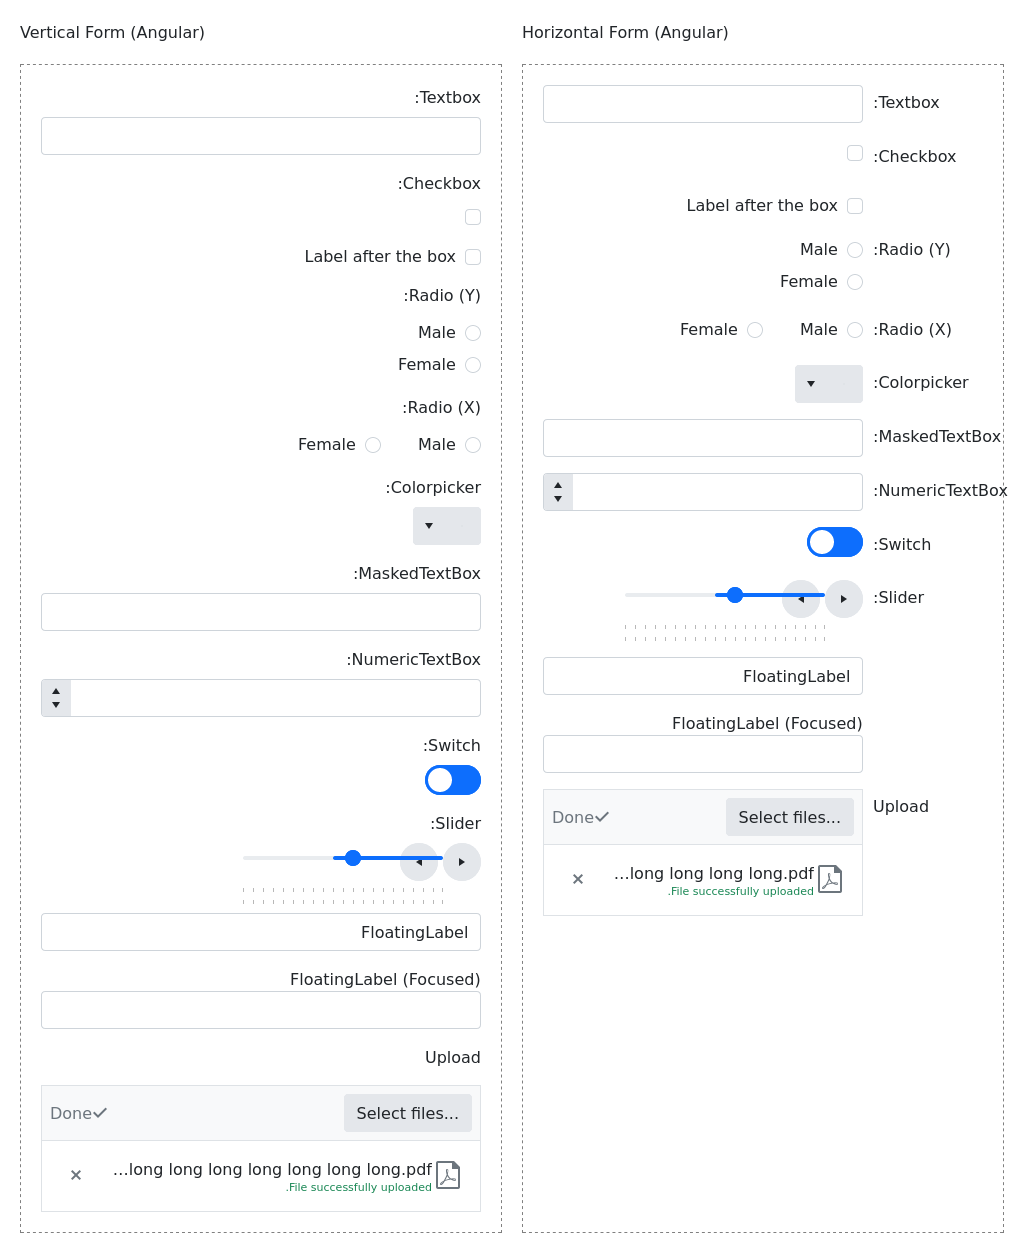 Vertical Form (Angular)
:Textbox
:Checkbox
Label after the box
:Radio (Y)
Male
Female
:Radio (X)
Female Male
:Colorpicker
:MaskedTextBox
:NumericTextBox
:Switch
:Slider
FloatingLabel
FloatingLabel (Focused)
Upload
Done Select files...
...long long long long long long long.pdf
.File successfully uploaded
Horizontal Form (Angular)
:Textbox
:Checkbox
Label after the box
Male :Radio (Y)
Female
Female Male :Radio (X)
:Colorpicker
:MaskedTextBox
:NumericTextBox
:Switch
:Slider
FloatingLabel
FloatingLabel (Focused)
Upload
Done Select files...
...long long long long.pdf
.File successfully uploaded